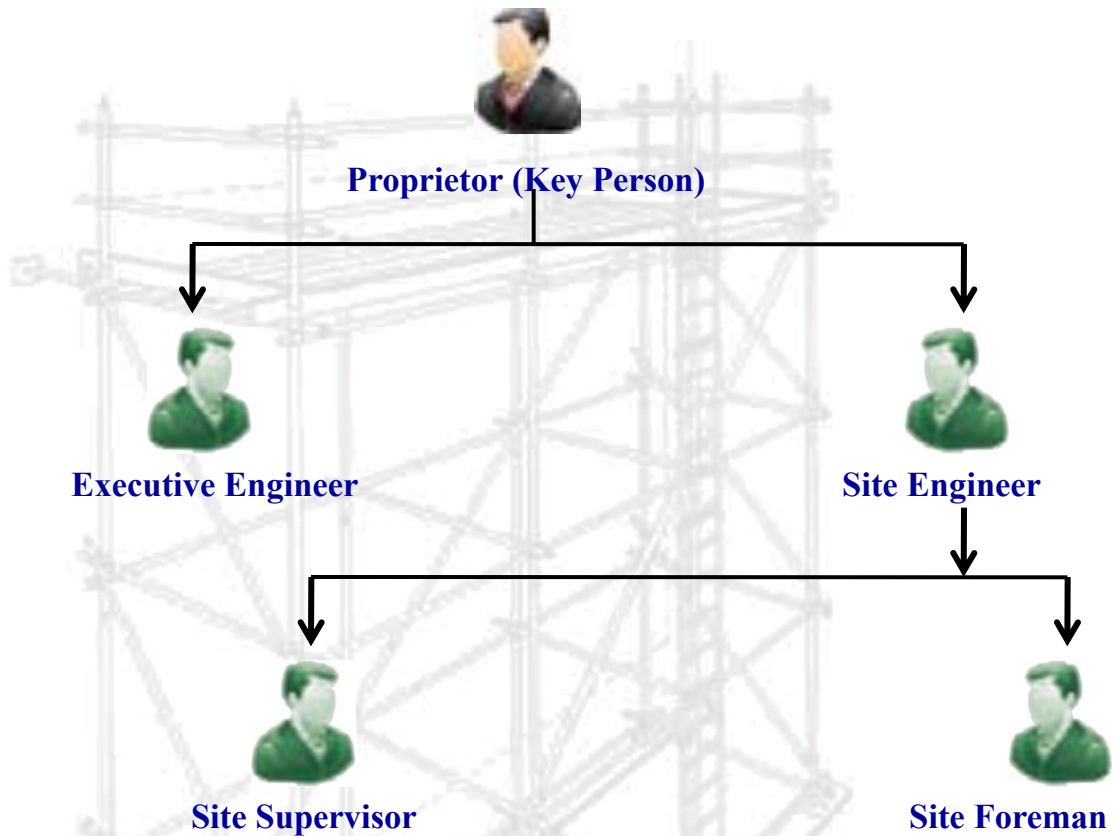 Proprietor (Key Person)
Executive Engineer
Site Engineer
Site Supervisor
Site Foreman